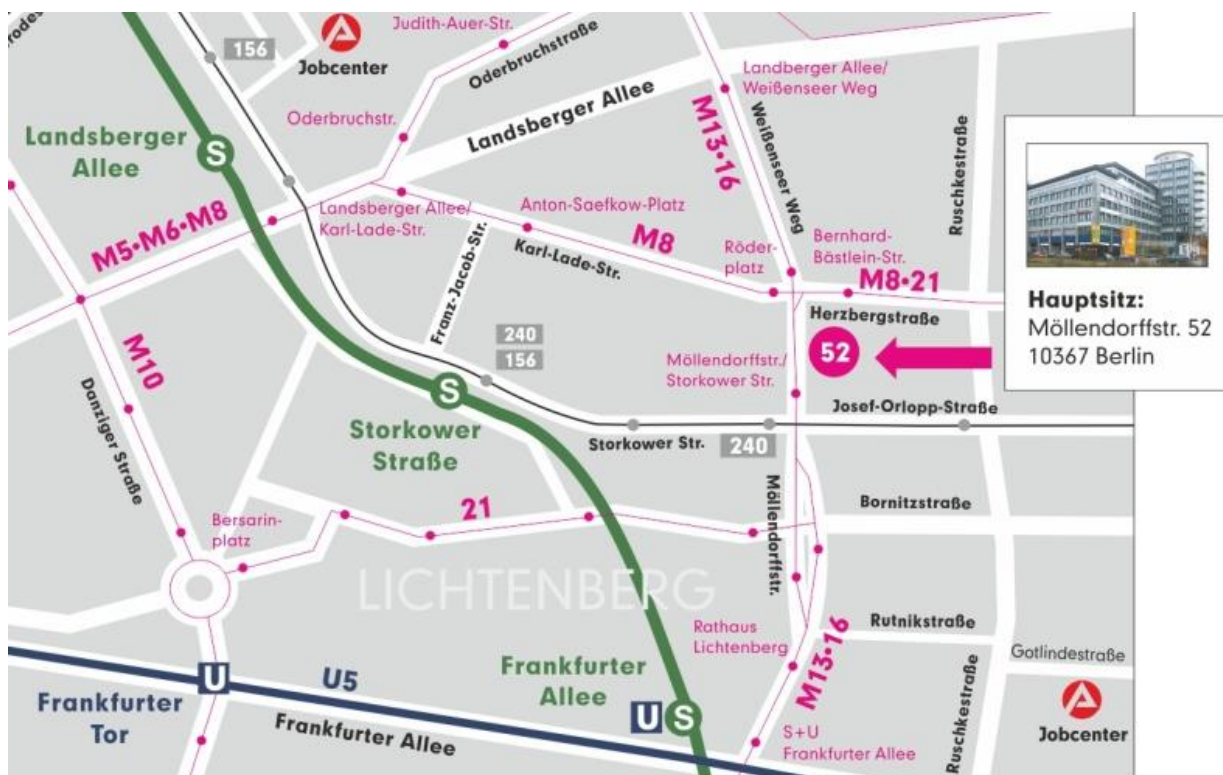 156
Jobcenter
Judith-Auer-Str.
Oderbruchstraße
Oderbruchstr.
Landsberger Allee
Landberger Allee/
Weißenseer Weg
M13•16
Weißenseer Weg
Ruschkestraße
Landsberger
Allee
S
M5•M6•M8
Landsberger Allee/
Karl-Lade-Str.
Anton-Saefkow-Platz
M8
Karl-Lade-Str.
Franz-Jacob-Str.
Röder-
platz
Bernhard-
Bästlein-Str.
M8•21
Herzbergstraße
Hauptsitz:
Möllendorffstr. 52
10367 Berlin
52
240
156
Möllendorffstr./
Storkower Str.
Josef-Orlopp-Straße
M10
Danziger Straße
S
Storkower
Straße
Storkower Str.
240
Möllendorffstr.
21
Bornitzstraße
Bersarin-
platz
LICHTENBERG
Rutnikstraße
Rathaus
Lichtenberg
M13•16
Gotlindestraße
Ruschkestraße
Jobcenter
U
U5
Frankfurter
Tor
Frankfurter Allee
Frankfurter
Allee
U
S
S+U
Frankfurter Allee